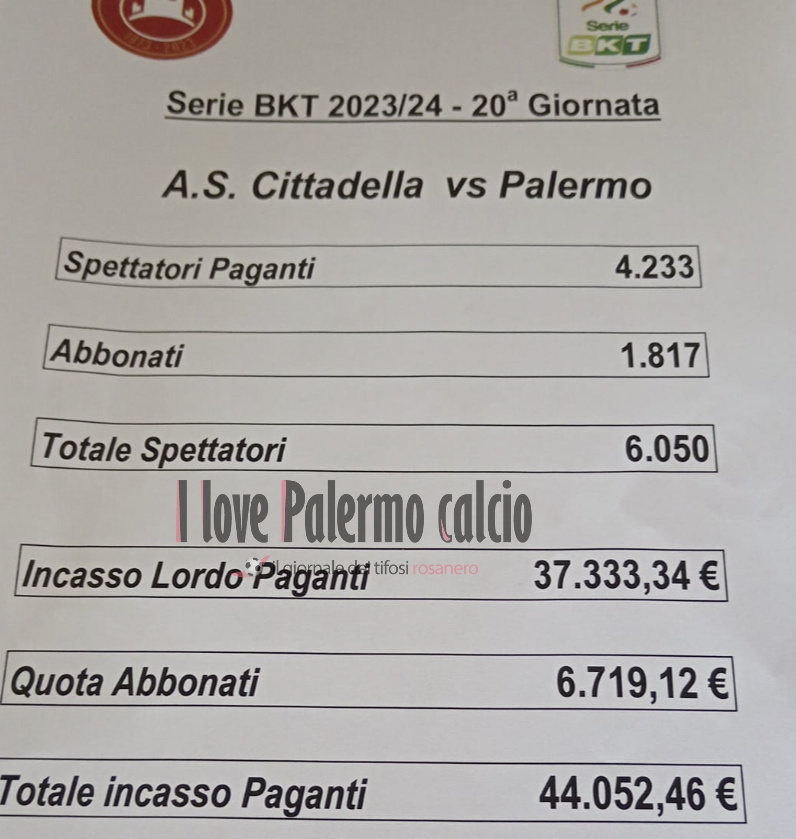 1973 - 2023
Serie
BKT
Serie BKT 2023/24 - 20ª Giornata
A.S. Cittadella vs Palermo
Spettatori Paganti 4.233
Abbonati 1.817
Totale Spettatori 6.050
I love Palermo calcio
il giornale dei tifosi rosanero
Incasso Lordo Paganti 37.333,34 €
Quota Abbonati 6.719,12 €
Totale incasso Paganti 44.052,46 €